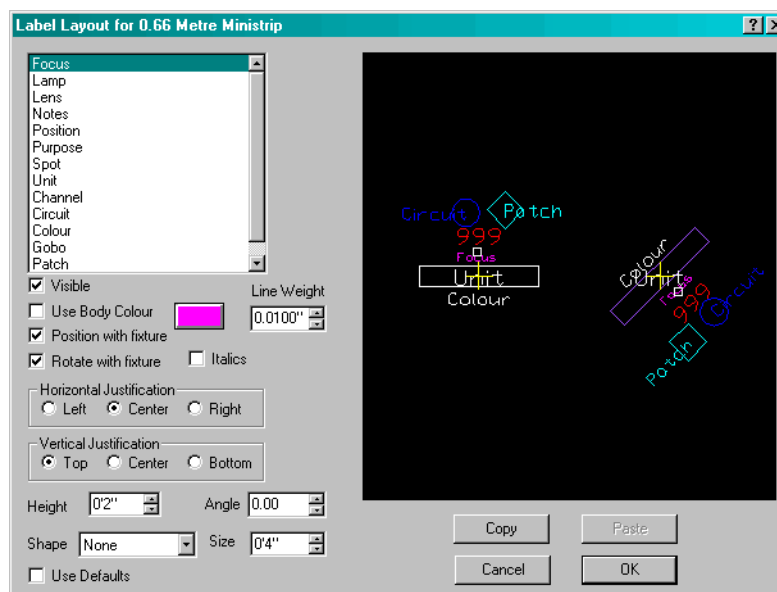 Label Layout for 0.66 Metre Ministrip
Focus
Lamp
Lens
Notes
Position
Purpose
Spot
Unit
Channel
Circuit
Colour
Gobo
Patch
Visible
Use Body Colour
Line Weight
0.0100"
Position with fixture
Rotate with fixture
Italics
Horizontal Justification
Left Center Right
Vertical Justification
Top Center Bottom
Height 0'2" Angle 0.00
Shape None Size 0'4"
Use Defaults
Circuit Patch
999
Focus
Unit
Colour
Colour
Unit
Focus
999
Circuit
Patch
Copy Paste
Cancel OK